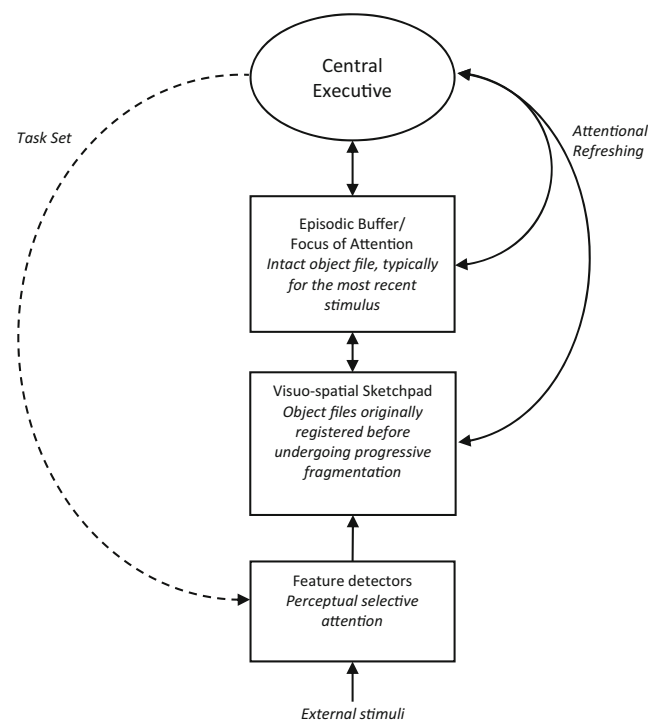 Central
Executive
Task Set
Attentional
Refreshing
Episodic Buffer/
Focus of Attention
Intact object file, typically
for the most recent
stimulus
Visuo-spatial Sketchpad
Object files originally
registered before
undergoing progressive
fragmentation
Feature detectors
Perceptual selective
attention
External stimuli